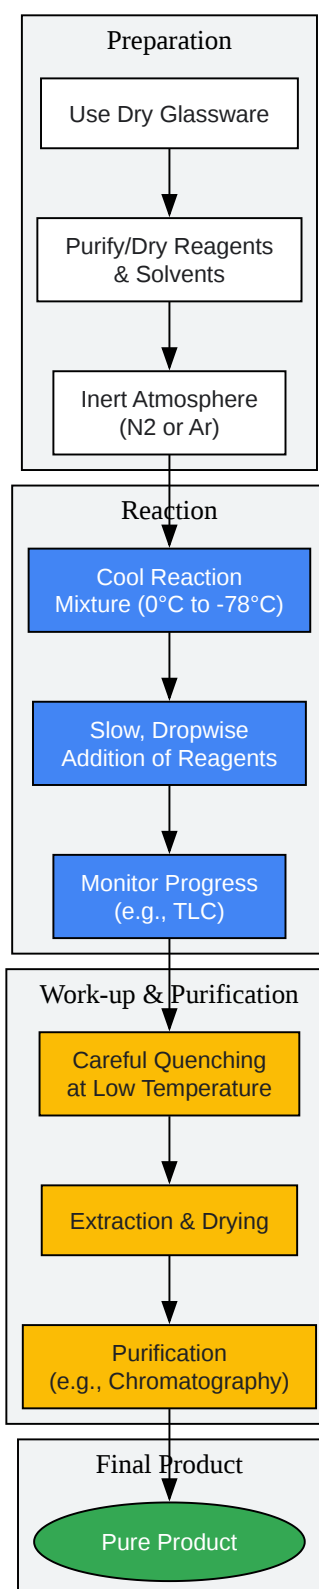 Preparation
Use Dry Glassware
Purify/Dry Reagents
& Solvents
Inert Atmosphere
(N2 or Ar)
Reaction
Cool Reaction
Mixture (0°C to -78°C)
Slow, Dropwise
Addition of Reagents
Monitor Progress
(e.g., TLC)
Work-up & Purification
Careful Quenching
at Low Temperature
Extraction & Drying
Purification
(e.g., Chromatography)
Final Product
Pure Product